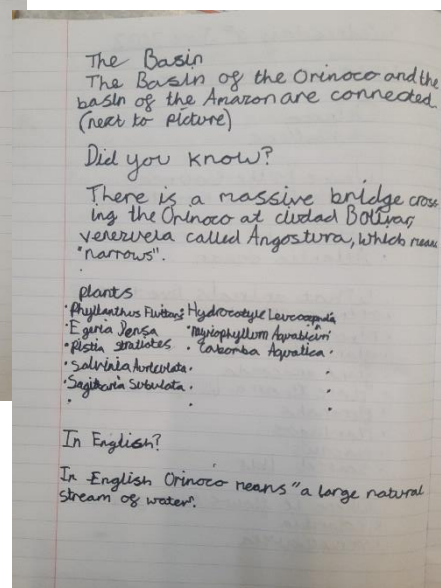 The Basin
The Basin of the Orinoco and the
basin of the Amazon are connected
(next to picture)
Did you know?
There is a massive bridge cross
ing the Orinoco at ciudad Bolivar,
venezuela called Angostura, which means
"narrows".
plants
• Phyllanthus Fluitans • Hydrocotyle Leucocephala
• Egeria Densa • Myriophyllum Aquaticum
• Pistia stratiotes • Cabomba Aquatica •
• Salvinia Auriculata •
• Sagittaria Subulata •
In English?
In English Orinoco means "a large natural
stream of water".